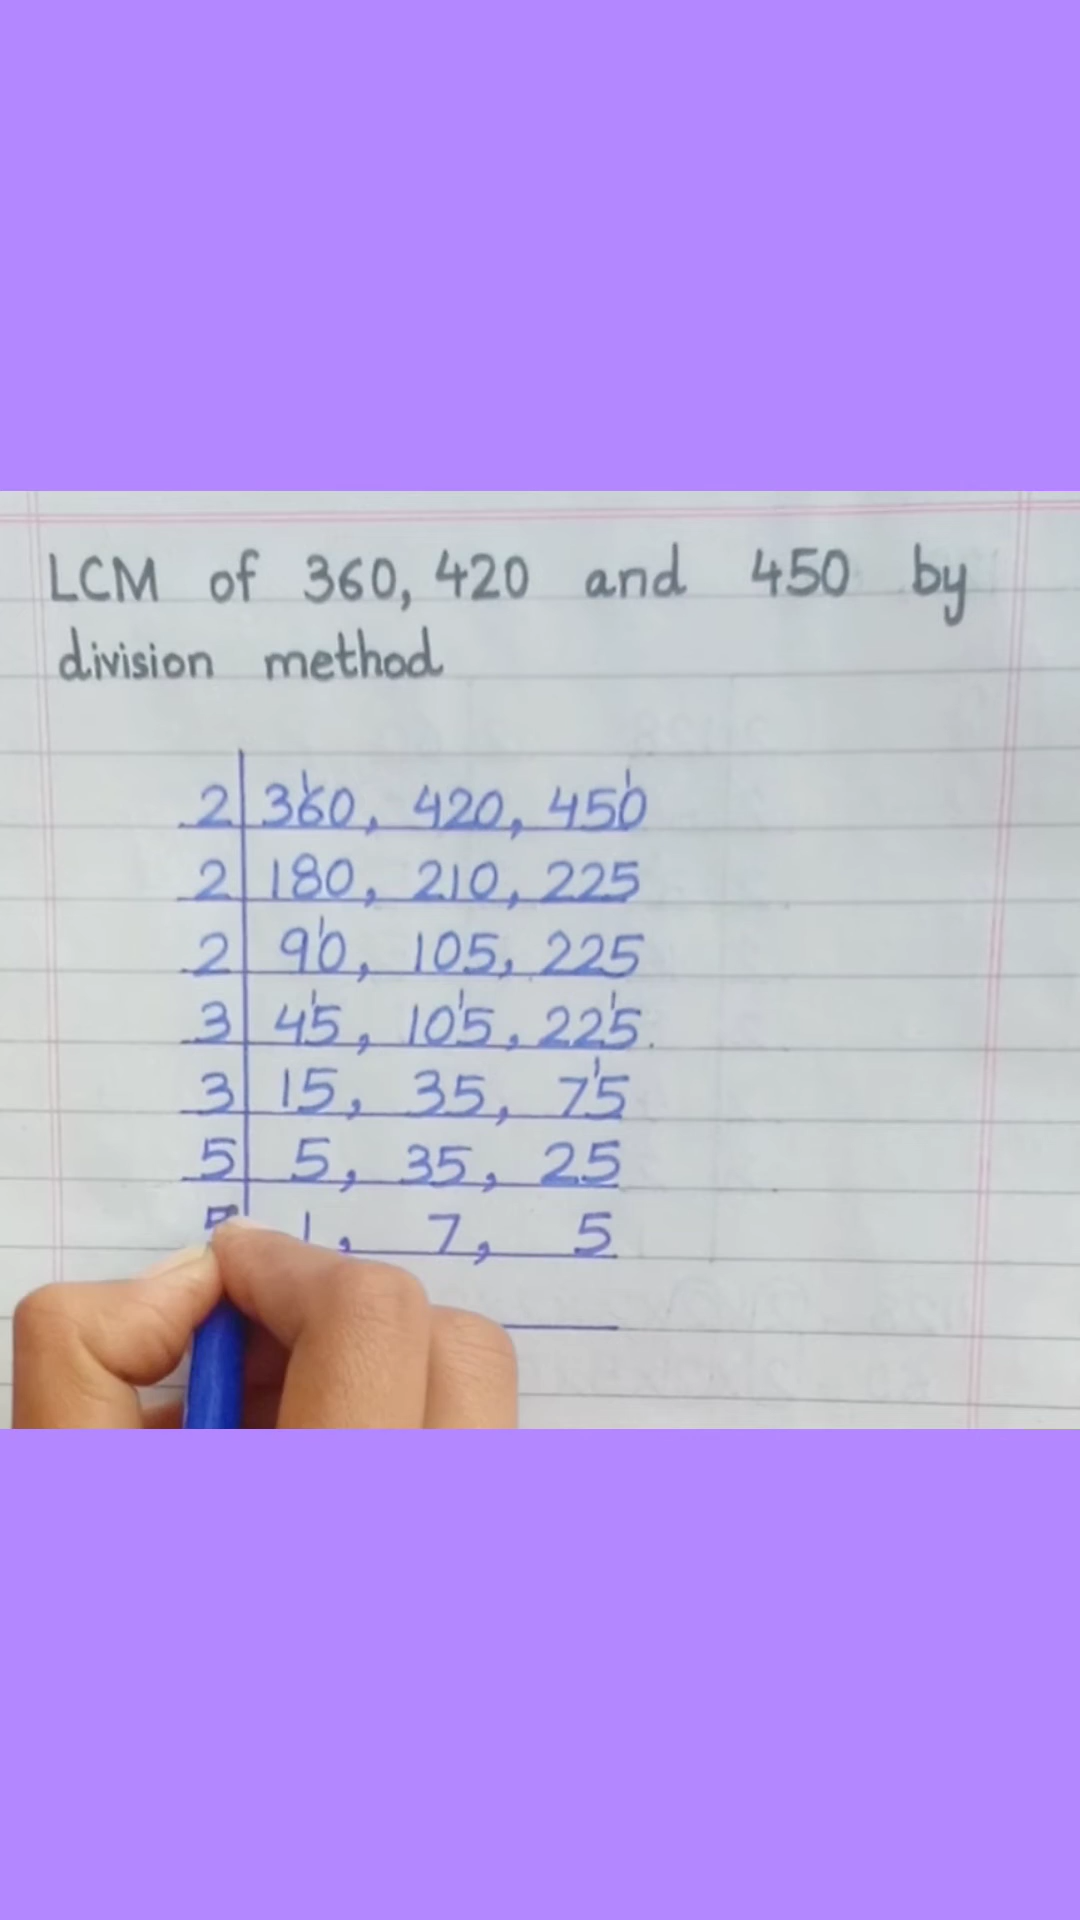 LCM of 360, 420 and 450 by
division method
2 360, 420, 450
2 180, 210, 225
2 90, 105, 225
3 45, 105, 225.
3 15, 35, 75
5 5, 35, 25
5 1, 7, 5